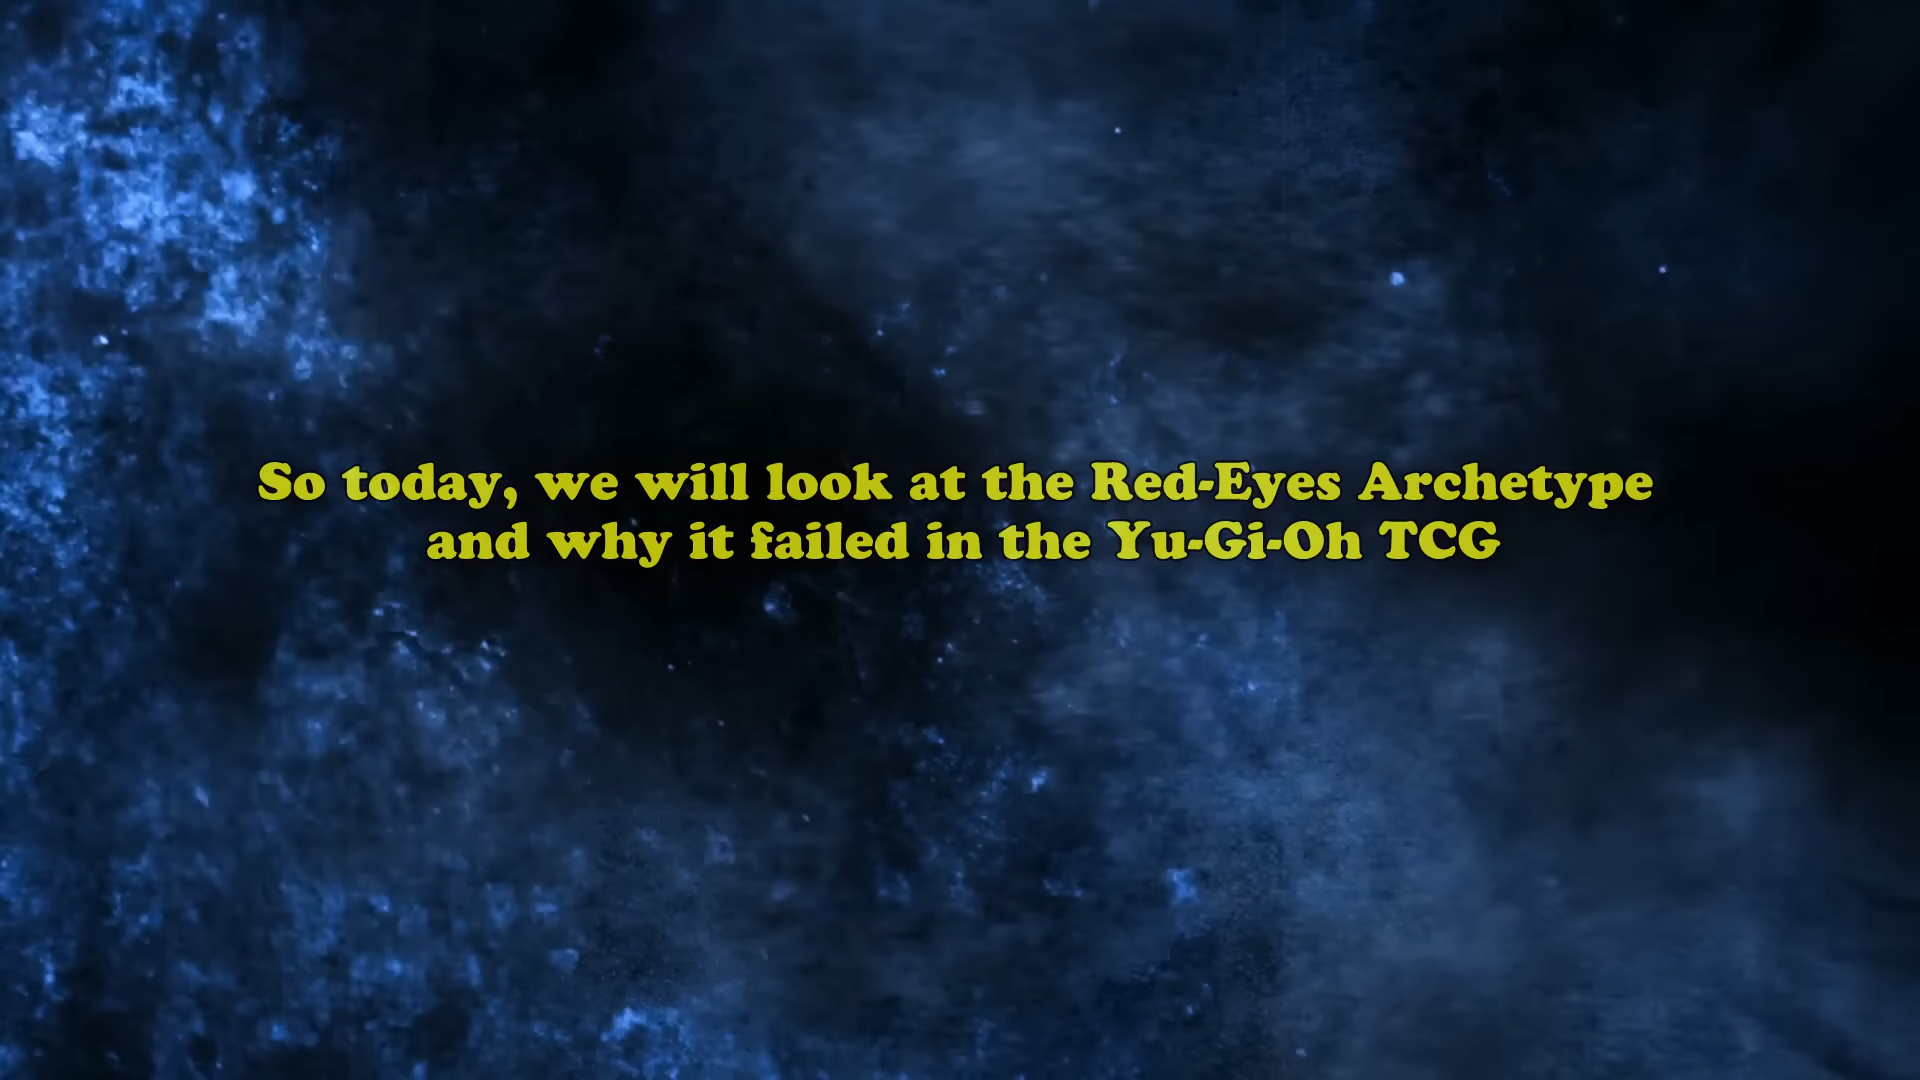 So today, we will look at the Red-Eyes Archetype
and why it failed in the Yu-Gi-Oh TCG